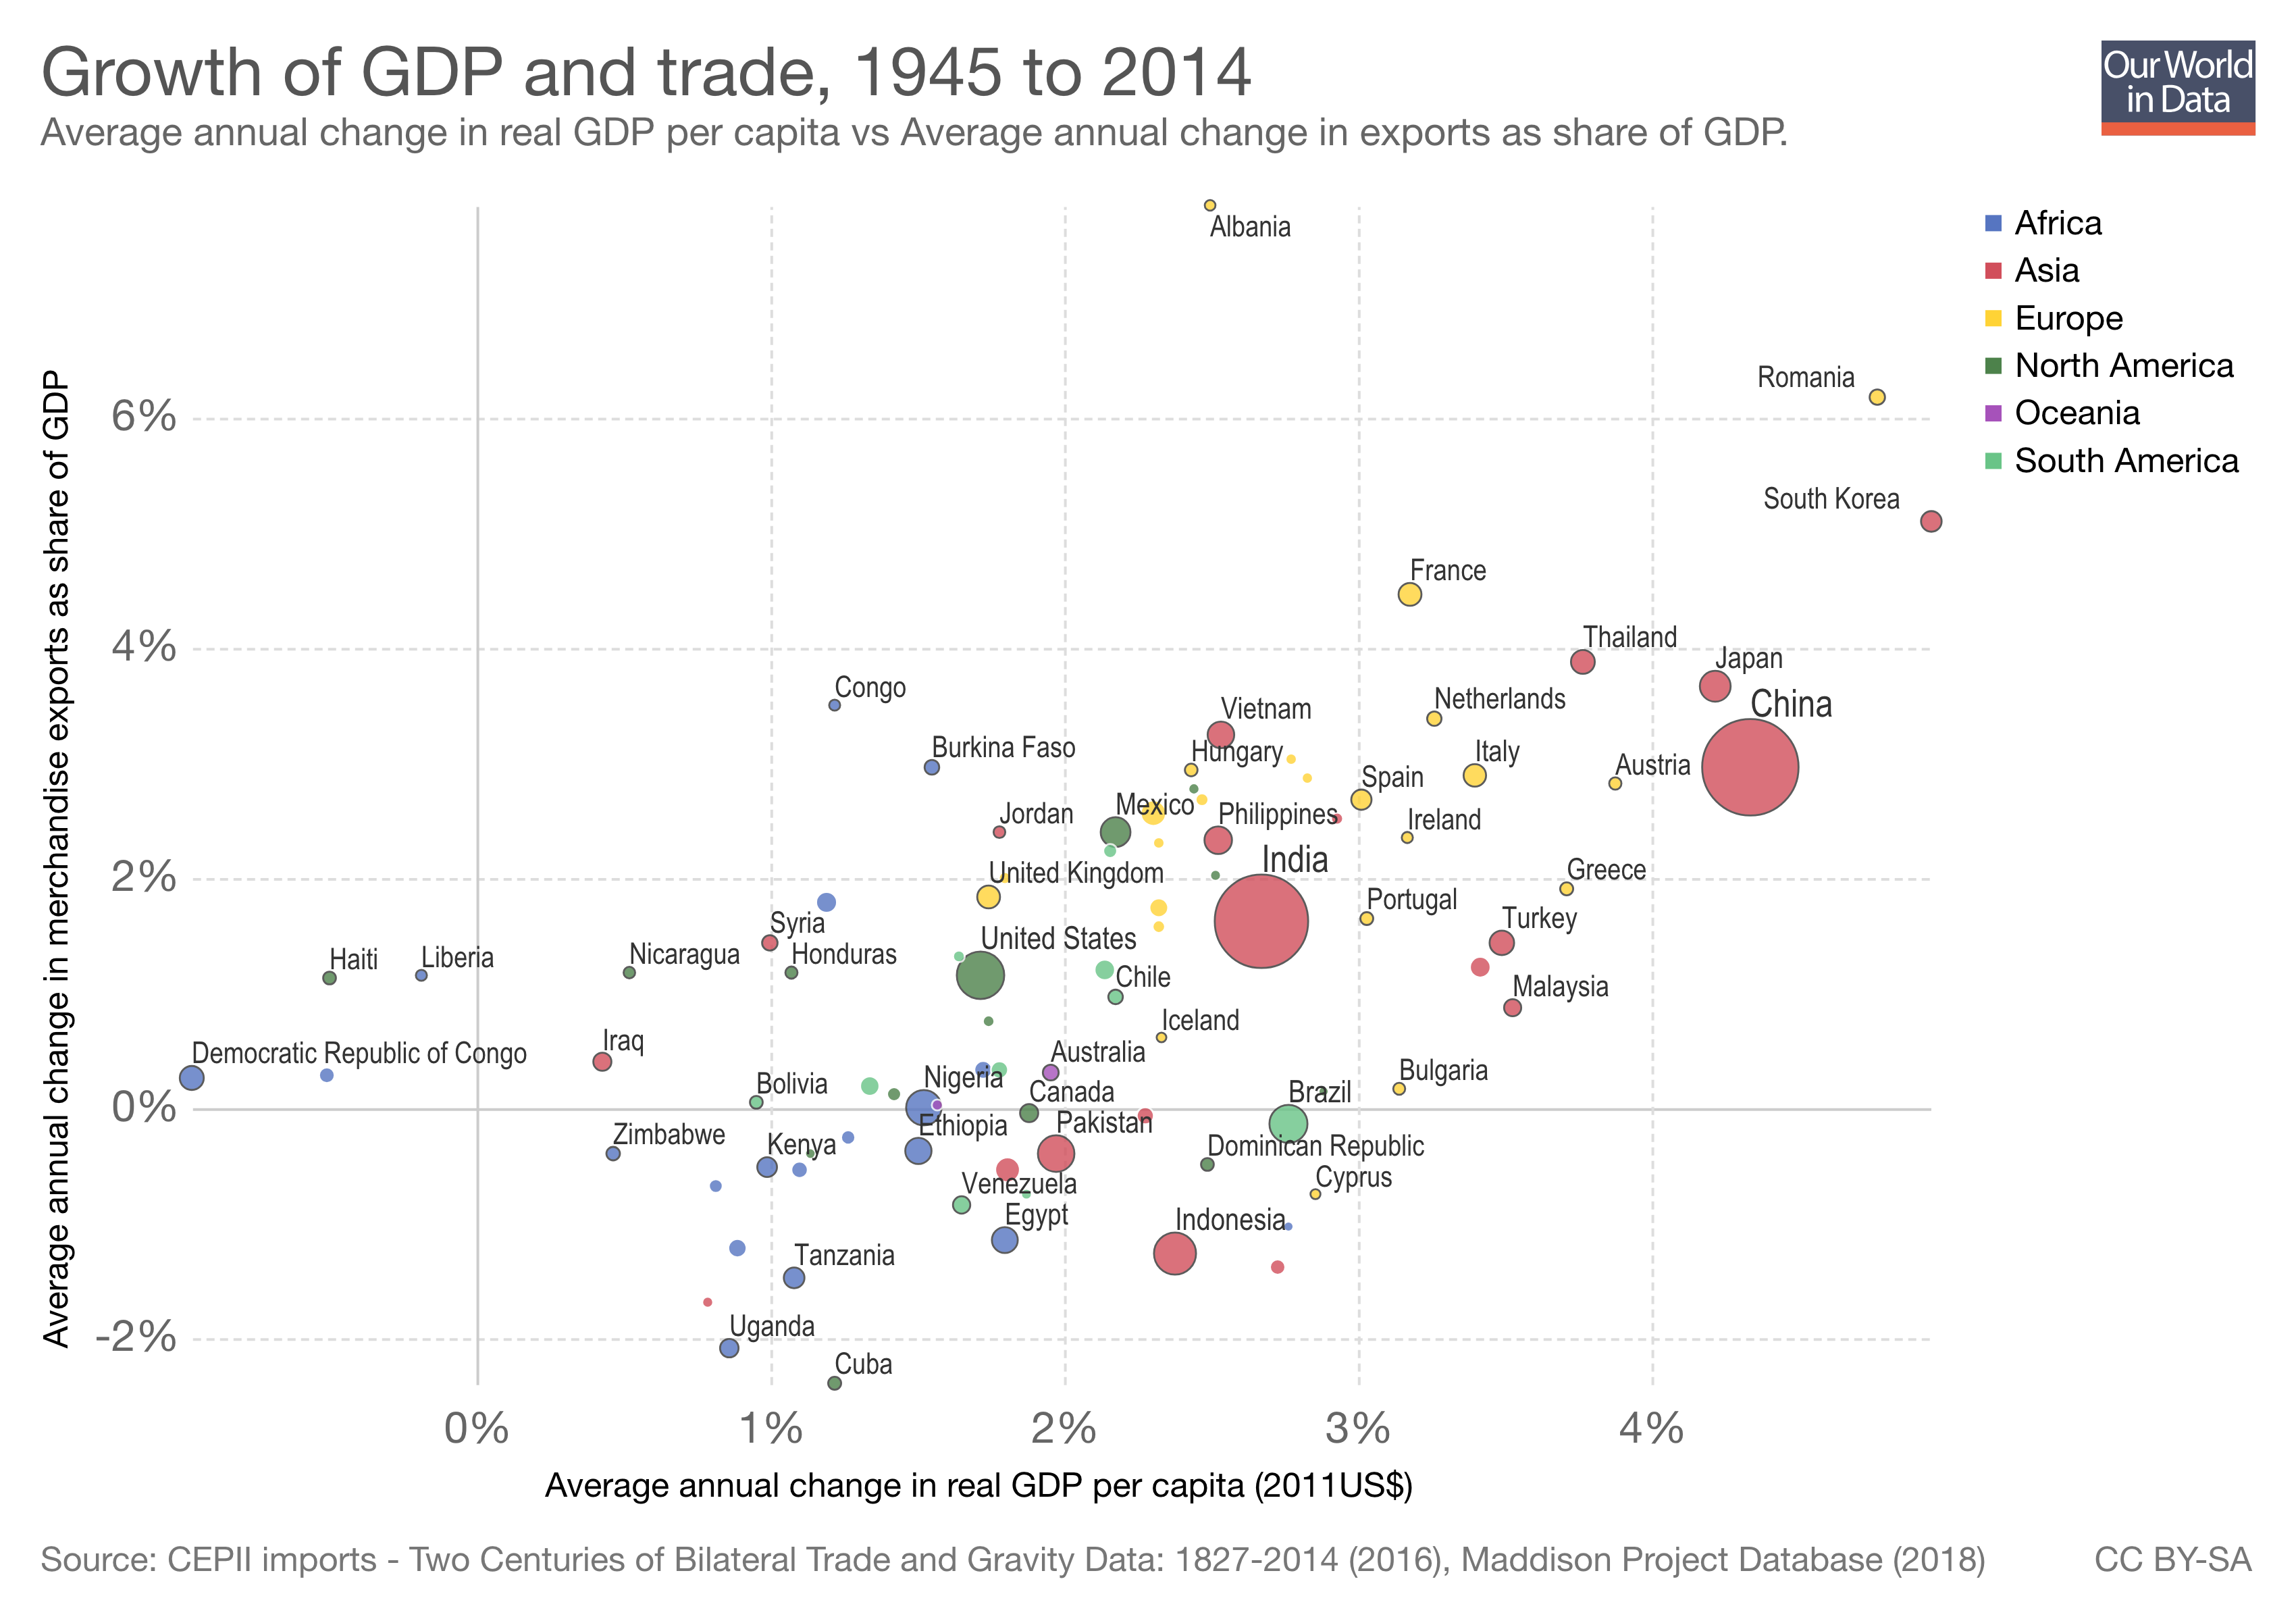 Growth of GDP and trade, 1945 to 2014
Average annual change in real GDP per capita vs Average annual change in exports as share of GDP.
Our World
in Data
Africa
Asia
Europe
North America
Oceania
South America
Average annual change in merchandise exports as share of GDP
6%
4%
2%
0%
-2%
Albania
Romania
South Korea
France
Thailand
Japan
Congo
Netherlands
China
Vietnam
Burkina Faso
Hungary
Italy
Austria
Spain
Mexico
Jordan
Philippines
Ireland
India
United Kingdom
Greece
Portugal
Syria
Turkey
United States
Haiti
Liberia
Nicaragua
Honduras
Chile
Malaysia
Iceland
Iraq
Democratic Republic of Congo
Australia
Bulgaria
Nigeria
Bolivia
Canada
Brazil
Ethiopia
Pakistan
Zimbabwe
Kenya
Dominican Republic
Cyprus
Venezuela
Egypt
Indonesia
Tanzania
Uganda
Cuba
0%
1%
2%
3%
4%
Average annual change in real GDP per capita (2011US$)
Source: CEPII imports - Two Centuries of Bilateral Trade and Gravity Data: 1827-2014 (2016), Maddison Project Database (2018)
CC BY-SA